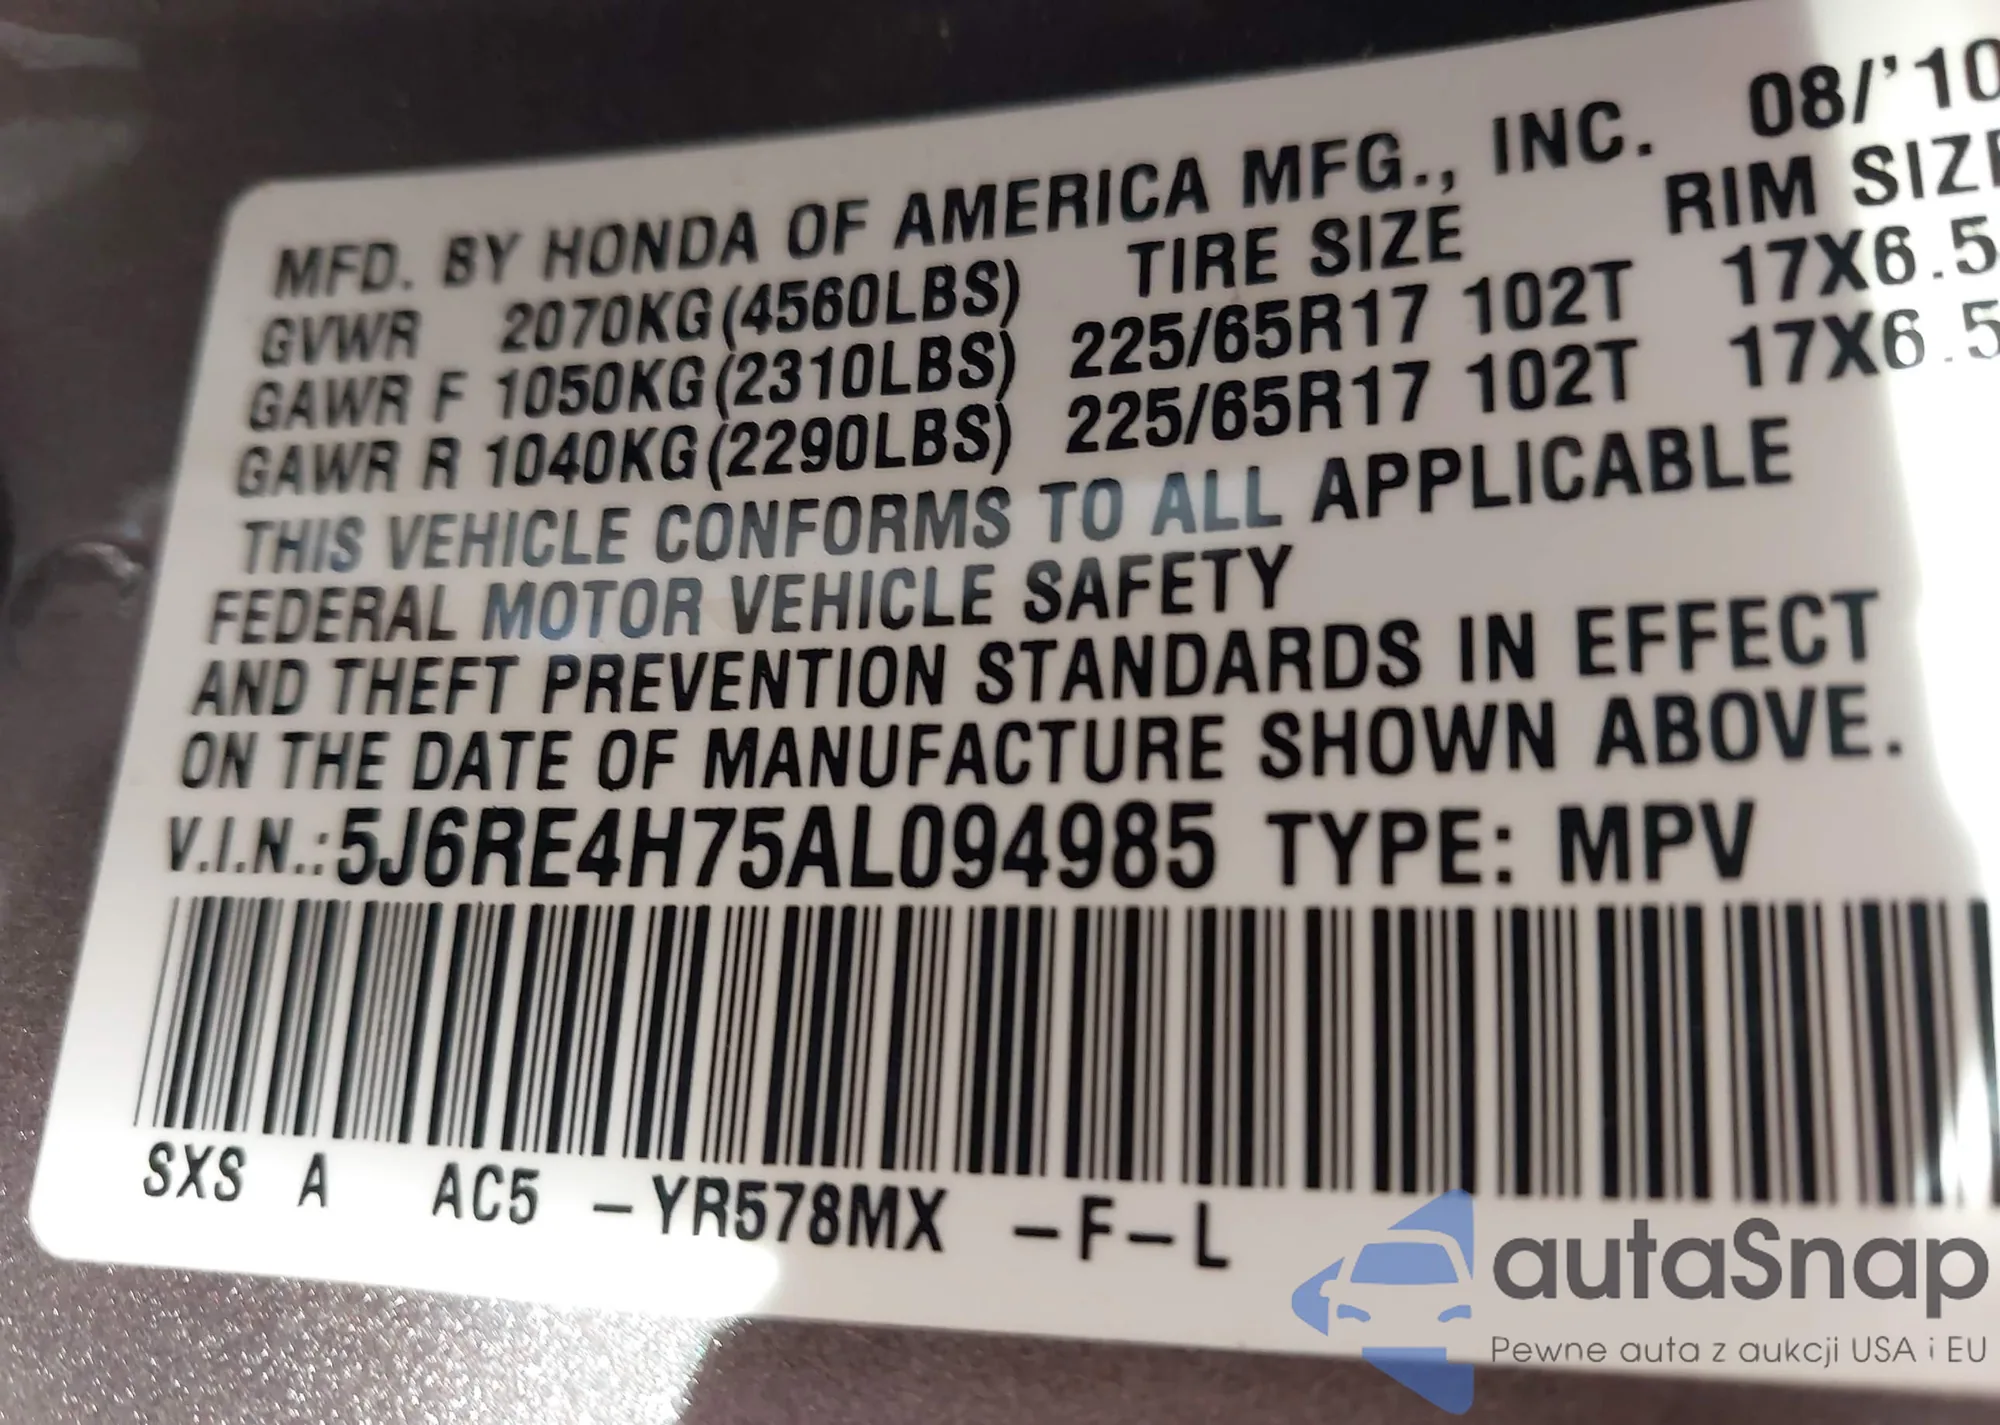 MFD. BY HONDA OF AMERICA MFG., INC. 08/'10
GVWR 2070KG(4560LBS) TIRE SIZE RIM SIZE
GAWR F 1050KG(2310LBS) 225/65R17 102T 17X6.5
GAWR R 1040KG(2290LBS) 225/65R17 102T 17X6.5
THIS VEHICLE CONFORMS TO ALL APPLICABLE
FEDERAL MOTOR VEHICLE SAFETY
AND THEFT PREVENTION STANDARDS IN EFFECT
ON THE DATE OF MANUFACTURE SHOWN ABOVE.
V.I.N.:5J6RE4H75AL094985 TYPE: MPV
SXS A AC5 -YR578MX -F-L
autaSnap
Pewne auta z aukcji USA i EU